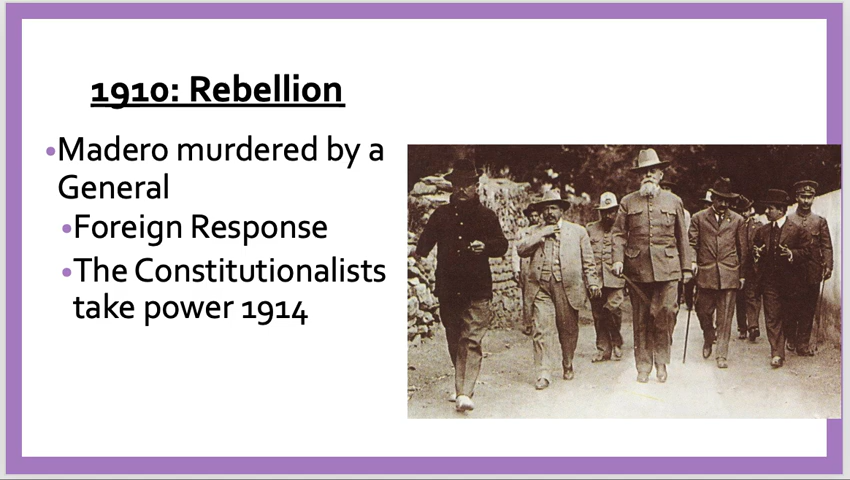 1910: Rebellion
•Madero murdered by a
General
•Foreign Response
•The Constitutionalists
take power 1914